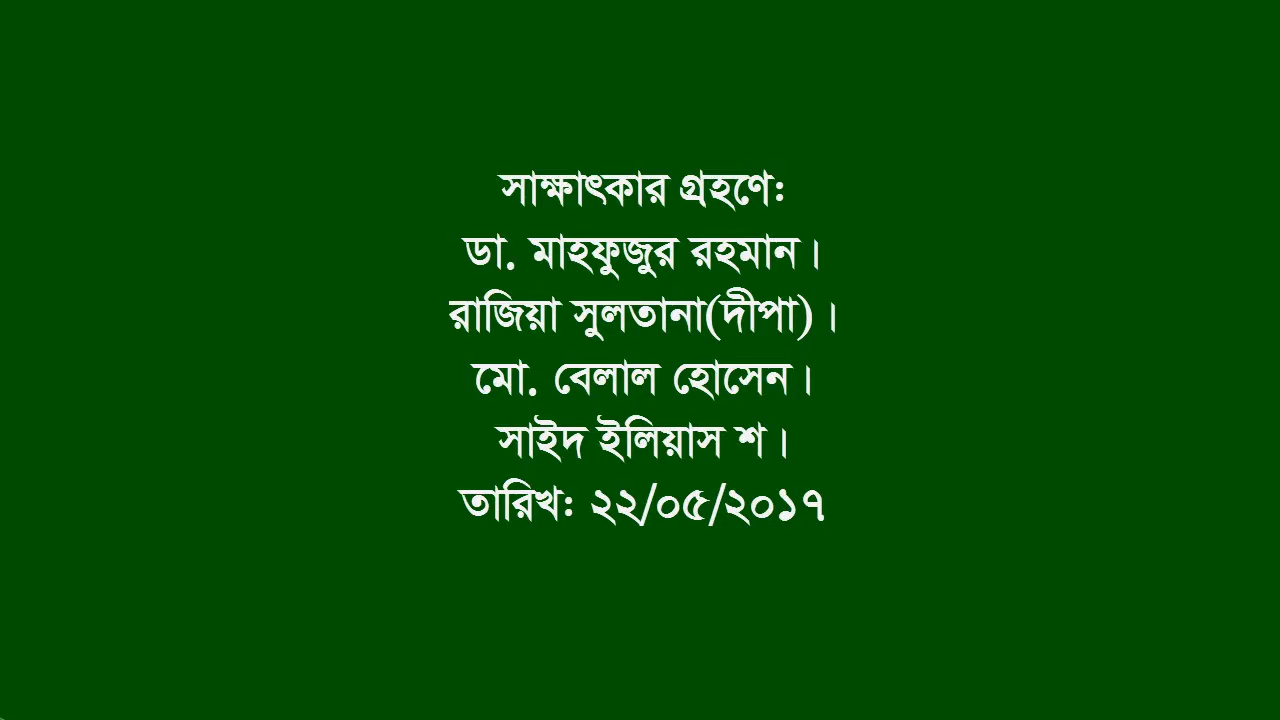 সাক্ষাৎকার গ্রহণে:
ডা. মাহফুজুর রহমান।
রাজিয়া সুলতানা(দীপা)।
মো. বেলাল হোসেন।
সাইদ ইলিয়াস শ।
তারিখ: ২২/০৫/২০১৭